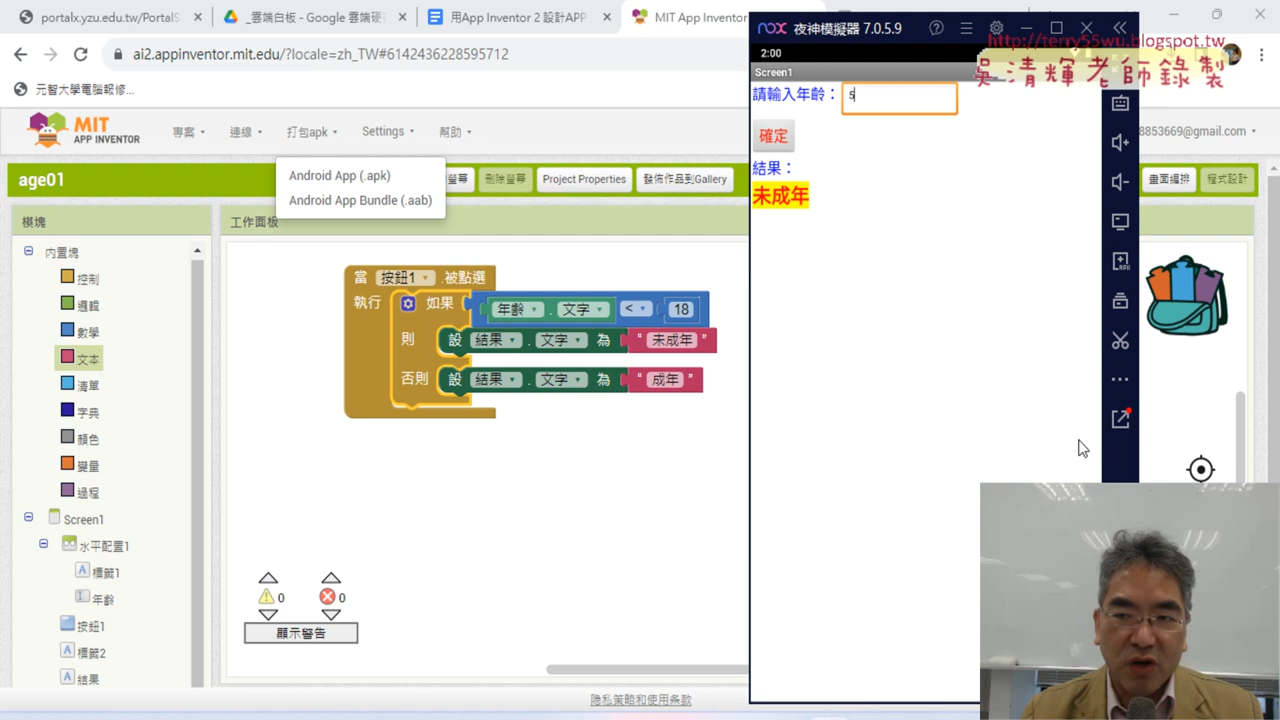 portalx.yzu.edu.tw/PortalS
_雲端白板 - Google 雲端硬
用App Inventor 2 設計APP
MIT App Inventor
ai2.appinventor.mit.edu/?locale=zh_TW#492966228595712
元智大學電腦報修...
MIT
APP INVENTOR
專案
連線
打包apk
Settings
幫助
8853669@gmail.com
Android App (.apk)
Android App Bundle (.aab)
age01
螢幕
刪除螢幕
Project Properties
發佈作品到Gallery
畫面編排
程式設計
模塊
工作面板
內置塊
控制
邏輯
數學
文本
清單
字典
顏色
變量
過程
Screen1
水平配置1
標籤1
年齡
按鈕1
標籤2
結果
當 按鈕1 .被點選
執行 如果 年齡 . 文字 < 18
則 設 結果 . 文字 為 " 未成年 "
否則 設 結果 . 文字 為 " 成年 "
0
0
顯示警告
隐私策略和使用条款
nox 夜神模擬器 7.0.5.9
2:00
Screen1
請輸入年齡： 5
確定
結果：
未成年
http://terry55wu.blogspot.tw
吳清輝老師錄製